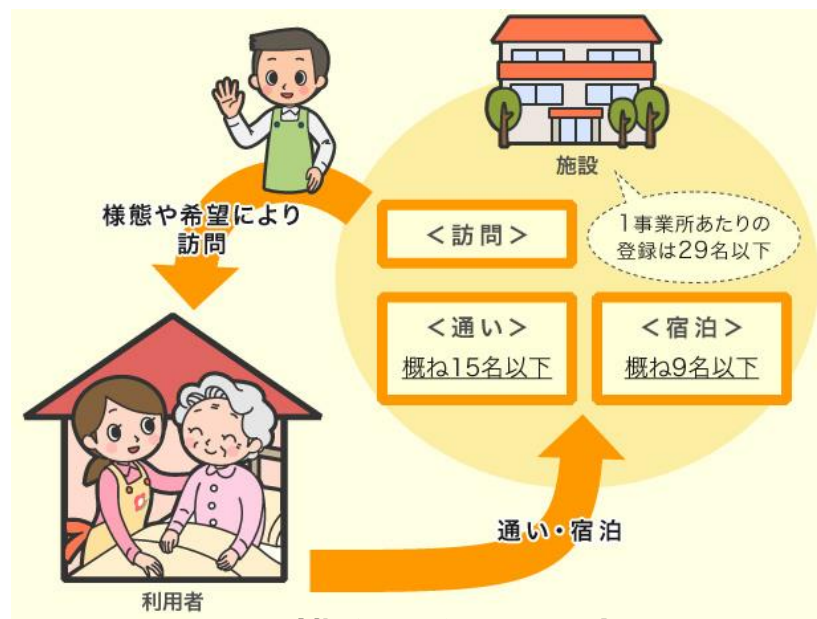 施設
1事業所あたりの
登録は29名以下
様態や希望により
訪問
＜訪問＞
＜通い＞
概ね15名以下
＜宿泊＞
概ね9名以下
通い・宿泊
利用者